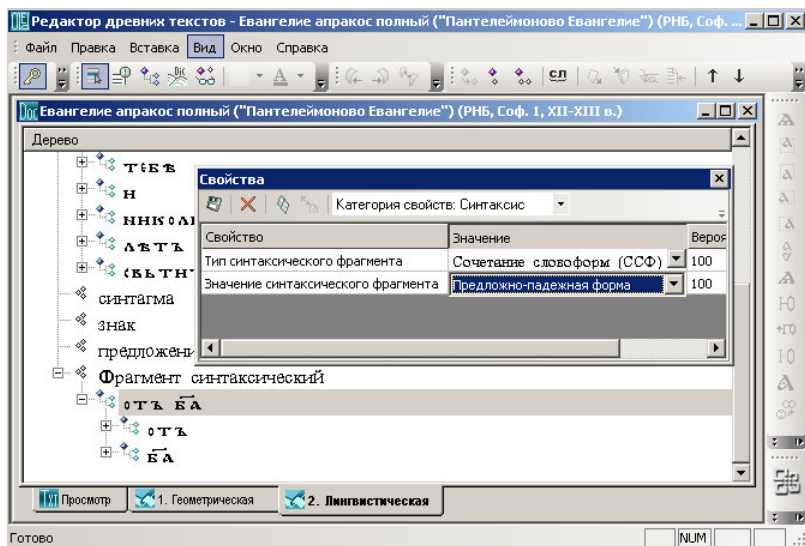 Редактор древних текстов - Евангелие апракос полный ("Пантелеймоново Евангелие") (РНБ, Соф. ...
Файл Правка Вставка Вид Окно Справка
Doc Евангелие апракос полный ("Пантелеймоново Евангелие") (РНБ, Соф. 1, XII-XIII в.)
Дерево
тебѣ
Свойства
н
Категория свойств: Синтаксис
Свойство Значение Вероя
лѣтъ
Тип синтаксического фрагмента Сочетание словоформ (ССФ) 100
Значение синтаксического фрагмента Предложно-падежная форма 100
синтагма
знак
предложени
Фрагмент синтаксический
отъ б҃а
отъ
б҃а
Txt Просмотр 1. Геометрическая 2. Лингвистическая
Готово NUM